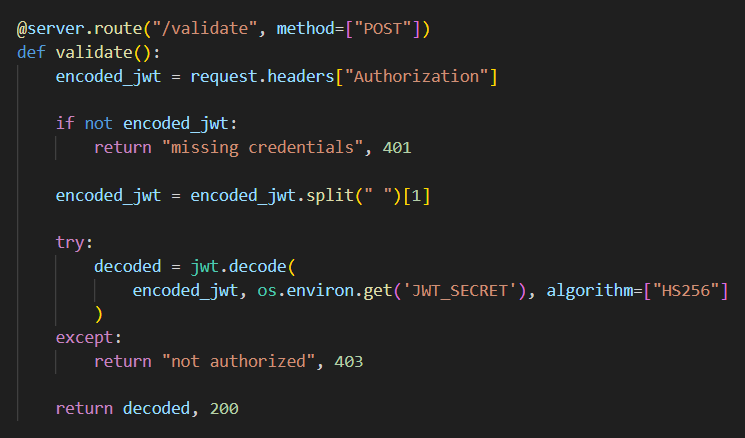 @server.route("/validate", method=["POST"])
def validate():
    encoded_jwt = request.headers["Authorization"]
    if not encoded_jwt:
        return "missing credentials", 401
    encoded_jwt = encoded_jwt.split(" ")[1]
    try:
        decoded = jwt.decode(
            encoded_jwt, os.environ.get('JWT_SECRET'), algorithm=["HS256"]
        )
    except:
        return "not authorized", 403
    return decoded, 200